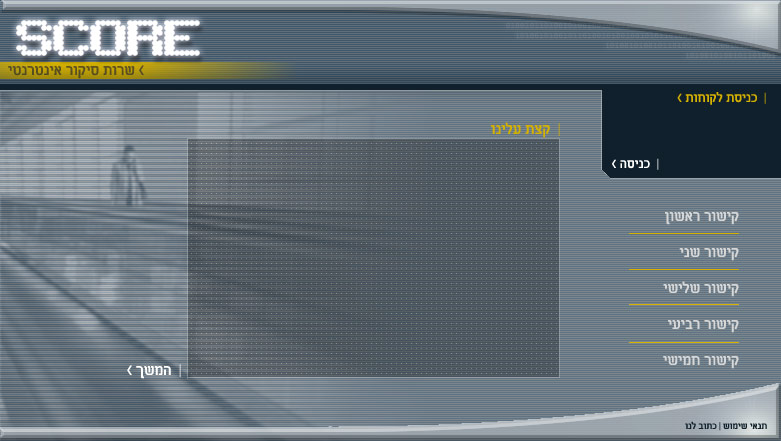 SCORE
שרות סיקור אינטרנטי
כניסת לקוחות
כניסה
קצת עלינו
קישור ראשון
קישור שני
קישור שלישי
קישור רביעי
קישור חמישי
המשך
תנאי שימוש | כתוב לנו